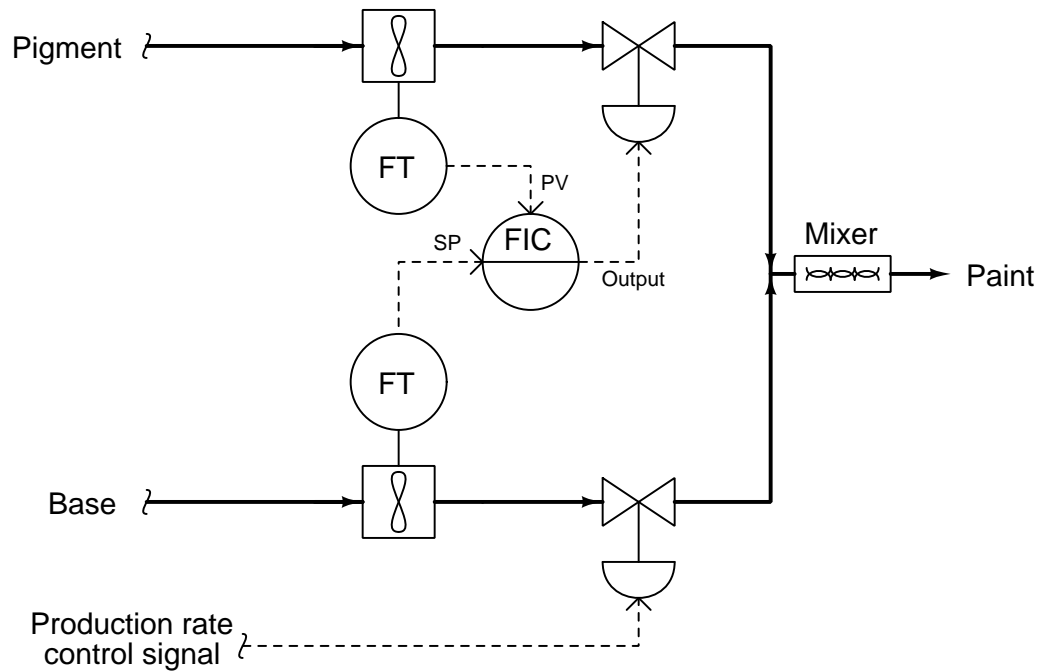 Pigment
FT
PV
SP
FIC
Output
Mixer
Paint
FT
Base
Production rate
control signal